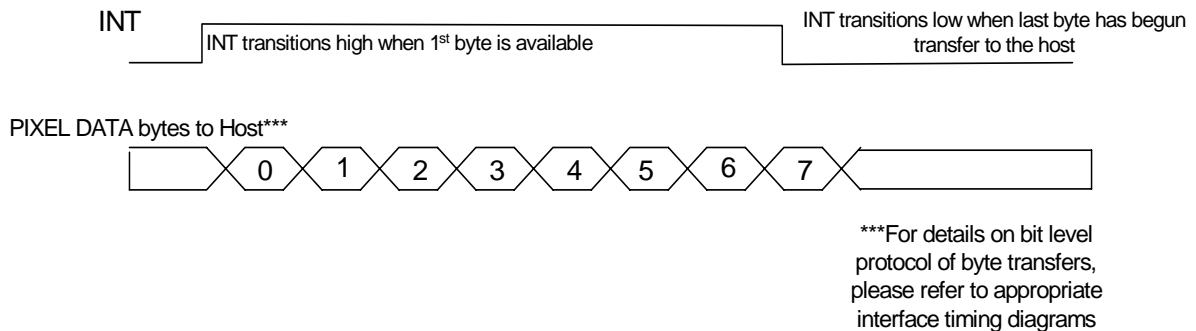 INT
INT transitions high when 1st byte is available
INT transitions low when last byte has begun
transfer to the host
PIXEL DATA bytes to Host***
0 1 2 3 4 5 6 7
***For details on bit level
protocol of byte transfers,
please refer to appropriate
interface timing diagrams